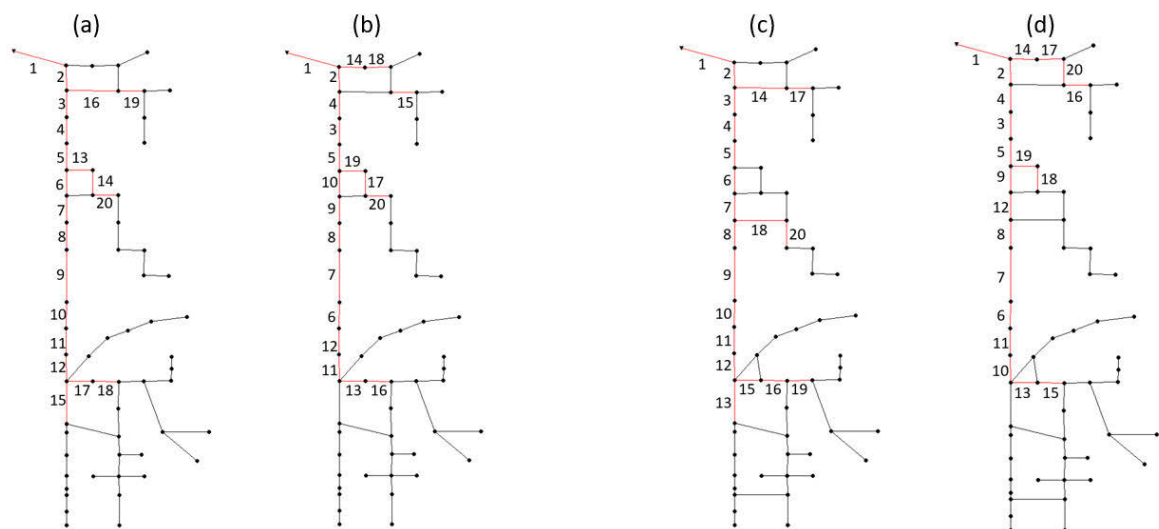 (a) (b) (c) (d)
1 2 14 18 1 2 14 17 1 20
3 16 19 4 15 3 14 17 2 4 16
4 3 4 3
5 13 5 19 5 5 19
6 14 10 17 6 9 18
7 20 9 20 7 12
8 8 8 18 20 8
9 7 9 7
10 6 10 6
11 12 11 11
12 11 12 10
17 18 13 16 15 16 19 13 15
15 13